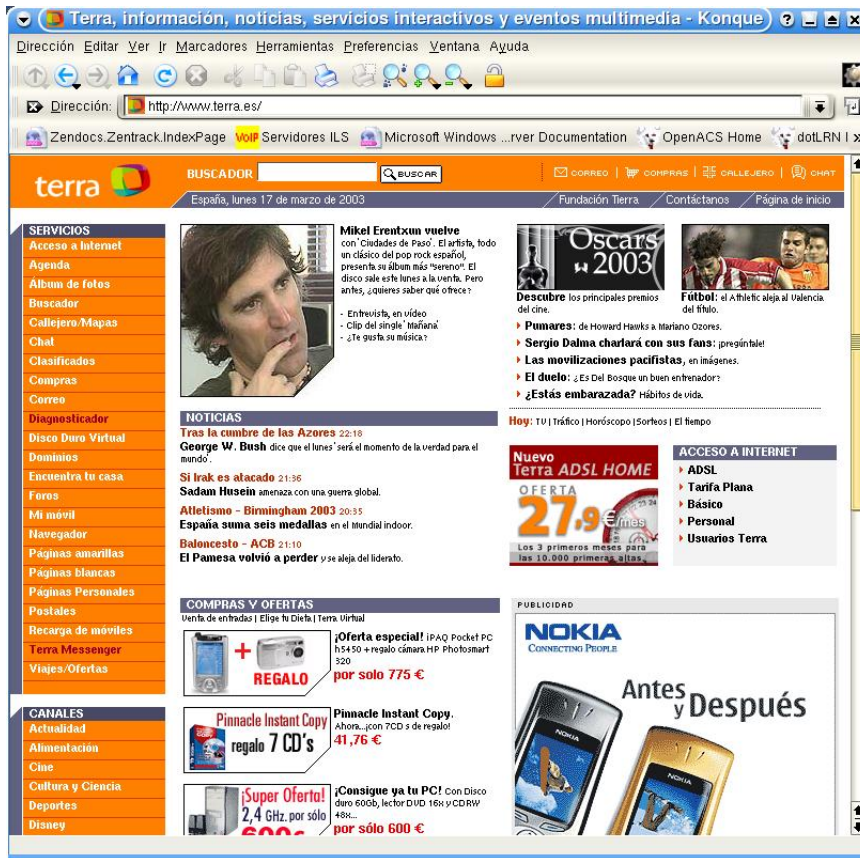 Terra, información, noticias, servicios interactivos y eventos multimedia - Konque
Dirección Editar Ver Ir Marcadores Herramientas Preferencias Ventana Ayuda
Dirección: http://www.terra.es/
Zendocs.Zentrack.IndexPage VoIP Servidores ILS Microsoft Windows ...rver Documentation OpenACS Home dotLRN
terra
BUSCADOR BUSCAR
CORREO | COMPRAS | CALLEJERO | CHAT
España, lunes 17 de marzo de 2003
Fundación Tierra Contáctanos Página de inicio
SERVICIOS
Acceso a Internet
Agenda
Álbum de fotos
Buscador
Callejero/Mapas
Chat
Clasificados
Compras
Correo
Diagnosticador
Disco Duro Virtual
Dominios
Encuentra tu casa
Foros
Mi móvil
Navegador
Páginas amarillas
Páginas blancas
Páginas Personales
Postales
Recarga de móviles
Terra Messenger
Viajes/Ofertas
CANALES
Actualidad
Alimentación
Cine
Cultura y Ciencia
Deportes
Disney
Mikel Erentxun vuelve
con 'Ciudades de Paso'. El artista, todo
un clásico del pop rock español,
presenta su álbum más "sereno". El
disco sale este lunes a la venta. Pero
antes, ¿quieres saber qué ofrece?
- Entrevista, en vídeo
- Clip del single 'Mañana'
- ¿Te gusta su música?
NOTICIAS
Tras la cumbre de las Azores 22:18
George W. Bush dice que el lunes 'será el momento de la verdad para el
mundo'.
Si Irak es atacado 21:36
Sadam Husein amenaza con una guerra global.
Atletismo - Birmingham 2003 20:35
España suma seis medallas en el Mundial indoor.
Baloncesto - ACB 21:10
El Pamesa volvió a perder y se aleja del liderato.
Oscars
2003
Descubre los principales premios
del cine.
Fútbol: el Athletic aleja al Valencia
del título.
Pumares: de Howard Hawks a Mariano Ozores.
Sergio Dalma charlará con sus fans: ¡pregúntale!
Las movilizaciones pacifistas, en imágenes.
El duelo: ¿Es Del Bosque un buen entrenador?
¿Estás embarazada? Hábitos de vida.
Hoy: TV | Tráfico | Horóscopo | Sorteos | El tiempo
Nuevo
Terra ADSL HOME
OFERTA
27,9 €/mes
Los 3 primeros meses para
las 10.000 primeras altas
ACCESO A INTERNET
ADSL
Tarifa Plana
Básico
Personal
Usuarios Terra
COMPRAS Y OFERTAS
Venta de entradas | Elige tu Dieta | Terra Virtual
+ REGALO
¡Oferta especial! iPAQ Pocket PC
h5450 + regalo cámara HP Photosmart
320
por solo 775 €
Pinnacle Instant Copy
regalo 7 CD's
Pinnacle Instant Copy.
Ahora...¡con 7CD s de regalo!
41,76 €
¡Super Oferta!
2,4 GHz. por sólo
600€
¡Consigue ya tu PC! Con Disco
duro 60Gb, lector DVD 16x y CDRW
48x...
por sólo 600 €
PUBLICIDAD
NOKIA
CONNECTING PEOPLE
Antes
y Después
NOKIA
NOKIA